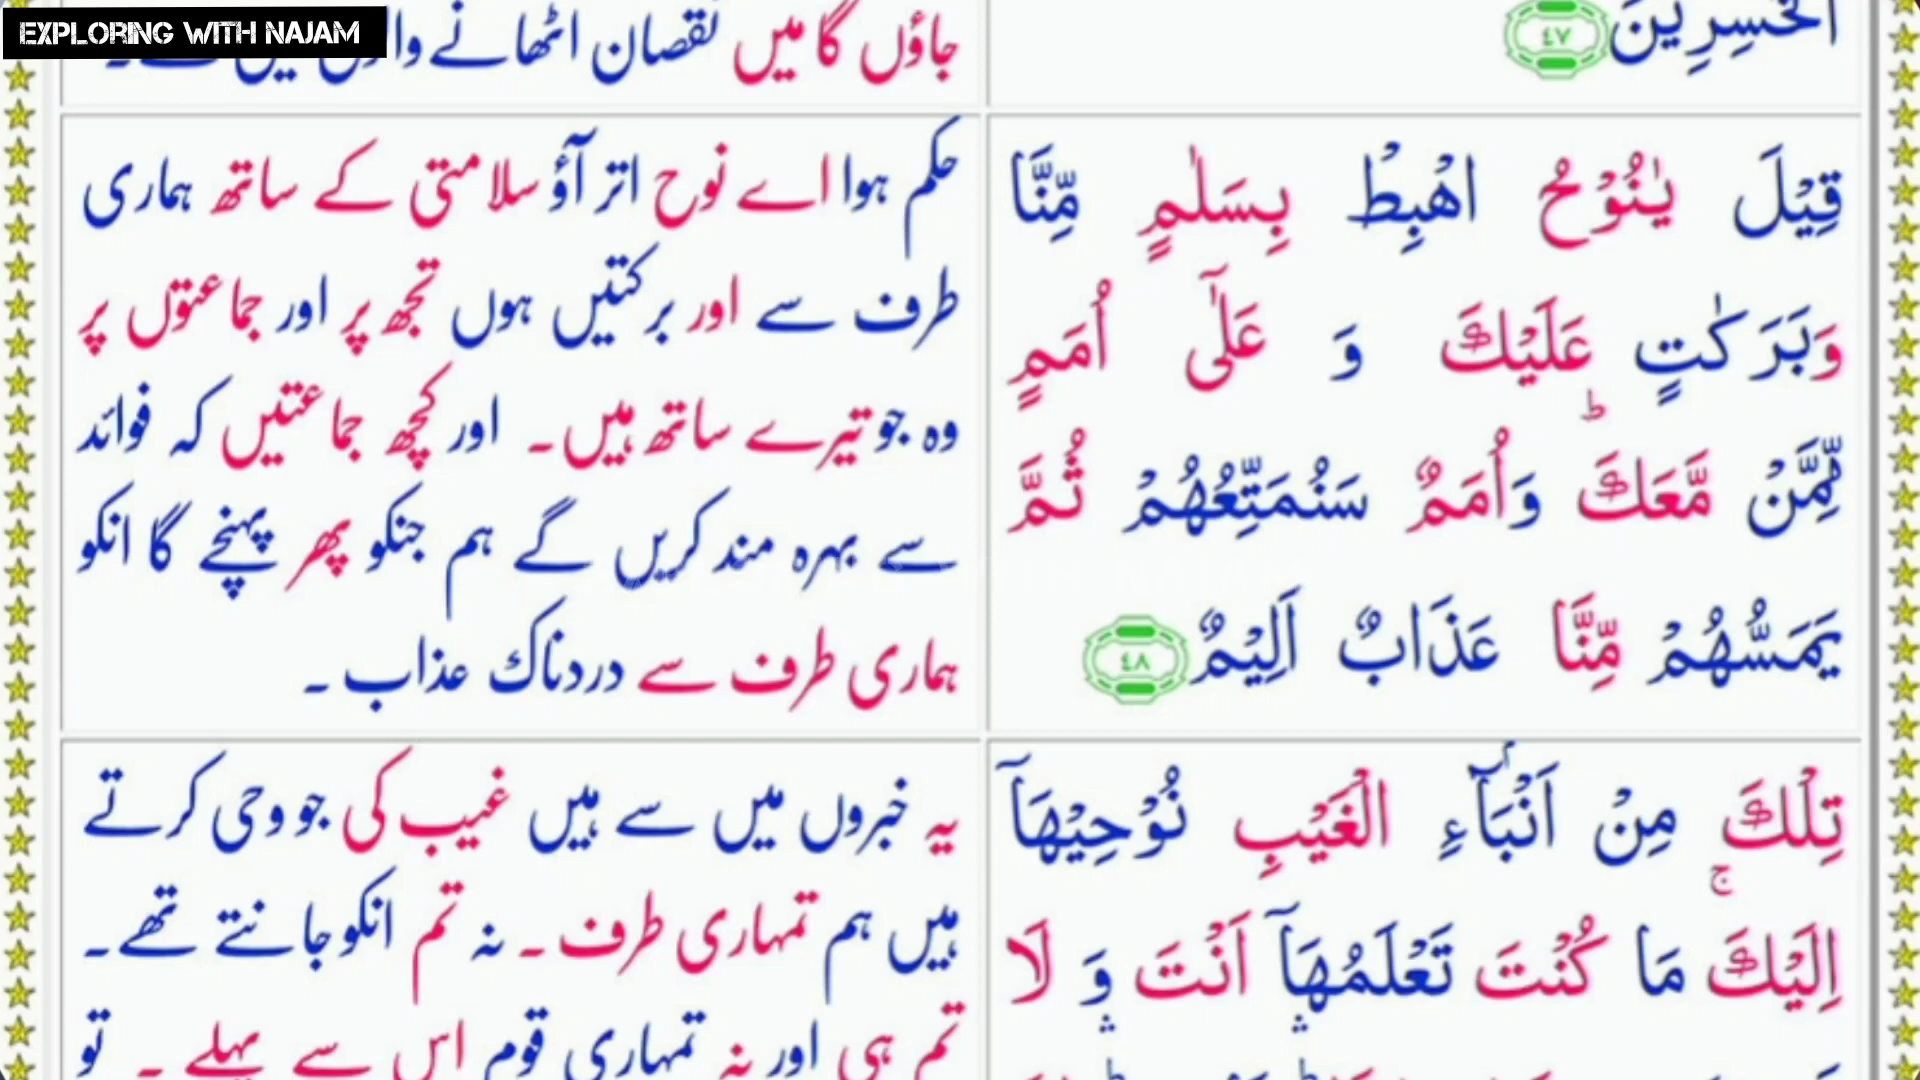 EXPLORING WITH NAJAM
الْخٰسِرِیْنَ ٤٧
جاؤں گا میں نقصان اٹھانے
قِیْلَ یٰنُوْحُ اهْبِطْ بِسَلٰمٍ مِّنَّا
وَبَرَكٰتٍ عَلَیْكَ وَ عَلٰۤی اُمَمٍ
مِّمَّنْ مَّعَكَ ؕ وَاُمَمٌ سَنُمَتِّعُهُمْ ثُمَّ
یَمَسُّهُمْ مِّنَّا عَذَابٌ اَلِیْمٌ ٤٨
حکم ہوا اے نوح اتر آؤ سلامتی کے ساتھ ہماری
طرف سے اور برکتیں ہوں تجھ پر اور جماعتوں پر
وہ جو تیرے ساتھ ہیں۔ اور کچھ جماعتیں کہ فوائد
سے بہرہ مند کریں گے ہم جنکو پھر پہنچے گا انکو
ہماری طرف سے دردناک عذاب ۔
تِلْكَ مِنْ اَنْۢبَآءِ الْغَیْبِ نُوْحِیْهَاۤ
اِلَیْكَ ۚ مَا كُنْتَ تَعْلَمُهَاۤ اَنْتَ وَ لَا
یہ خبروں میں سے ہیں غیب کی جو وحی کرتے
ہیں ہم تمہاری طرف ۔ نہ تم انکو جانتے تھے۔
تم ہی اور نہ تمہاری قوم اس سے پہلے ۔ تو